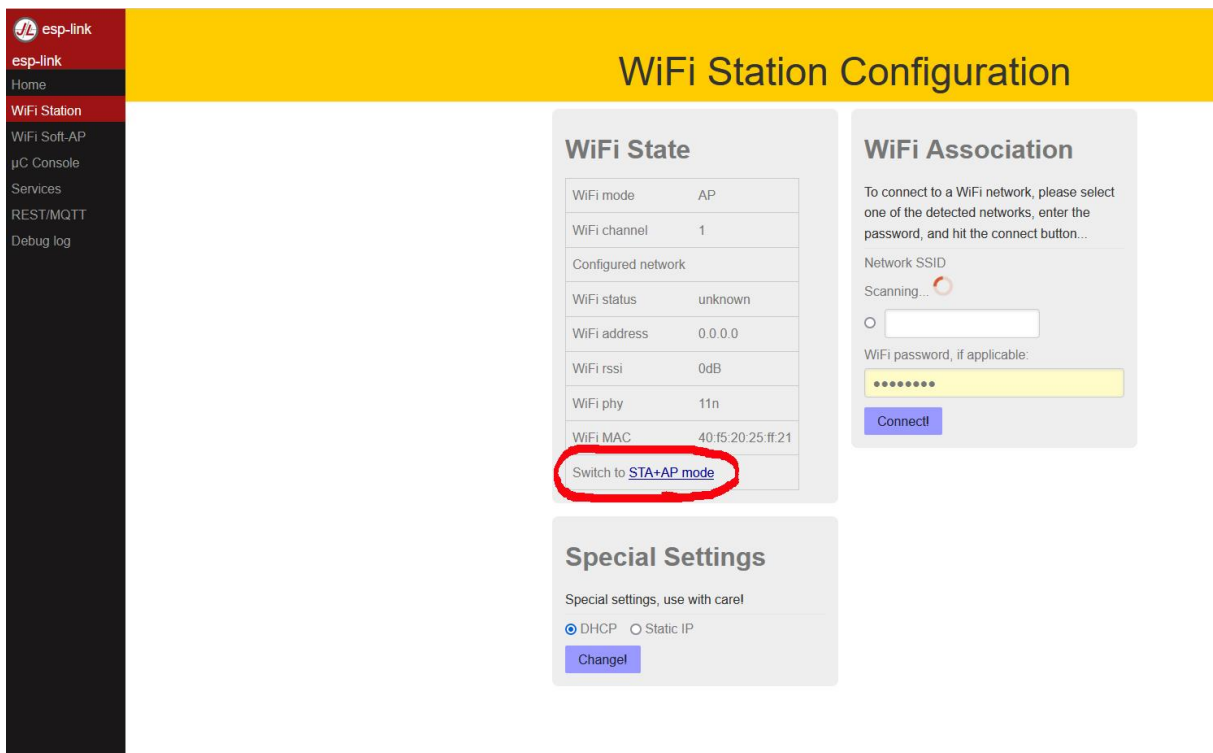 JL esp-link
esp-link
Home
WiFi Station
WiFi Soft-AP
µC Console
Services
REST/MQTT
Debug log
WiFi Station Configuration
WiFi State
WiFi mode AP
WiFi channel 1
Configured network
WiFi status unknown
WiFi address 0.0.0.0
WiFi rssi 0dB
WiFi phy 11n
WiFi MAC 40:f5:20:25:ff:21
Switch to STA+AP mode
WiFi Association
To connect to a WiFi network, please select
one of the detected networks, enter the
password, and hit the connect button...
Network SSID
Scanning...
WiFi password, if applicable:
••••••••
Connect!
Special Settings
Special settings, use with care!
DHCP Static IP
Change!